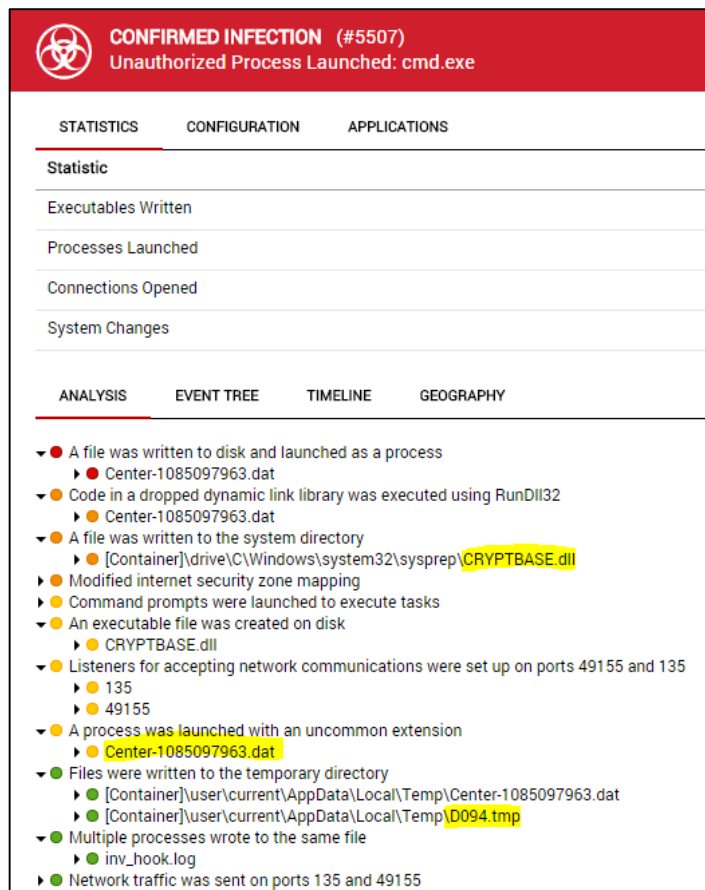 CONFIRMED INFECTION (#5507)
Unauthorized Process Launched: cmd.exe
STATISTICS CONFIGURATION APPLICATIONS
Statistic
Executables Written
Processes Launched
Connections Opened
System Changes
ANALYSIS EVENT TREE TIMELINE GEOGRAPHY
A file was written to disk and launched as a process
Center-1085097963.dat
Code in a dropped dynamic link library was executed using RunDll32
Center-1085097963.dat
A file was written to the system directory
[Container]\drive\C\Windows\system32\sysprep\CRYPTBASE.dll
Modified internet security zone mapping
Command prompts were launched to execute tasks
An executable file was created on disk
CRYPTBASE.dll
Listeners for accepting network communications were set up on ports 49155 and 135
135
49155
A process was launched with an uncommon extension
Center-1085097963.dat
Files were written to the temporary directory
[Container]\user\current\AppData\Local\Temp\Center-1085097963.dat
[Container]\user\current\AppData\Local\Temp\D094.tmp
Multiple processes wrote to the same file
inv_hook.log
Network traffic was sent on ports 135 and 49155